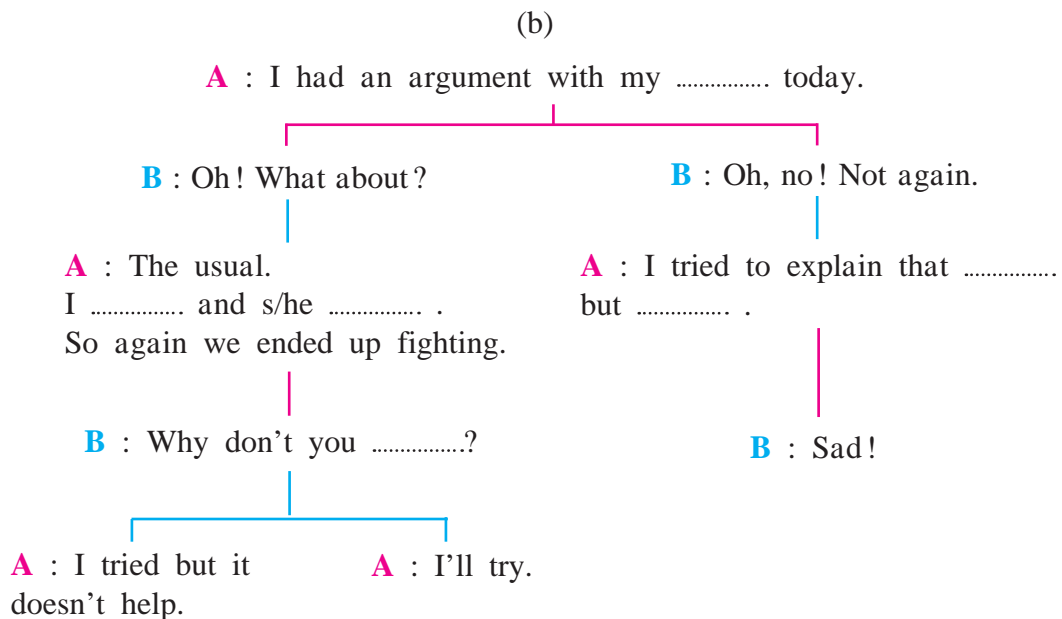 (b)
A : I had an argument with my ................ today.
B : Oh! What about?
B : Oh, no! Not again.
A : The usual.
I ................ and s/he ................ .
So again we ended up fighting.
A : I tried to explain that ................
but ................ .
B : Why don't you ................?
B : Sad!
A : I tried but it
doesn't help.
A : I'll try.